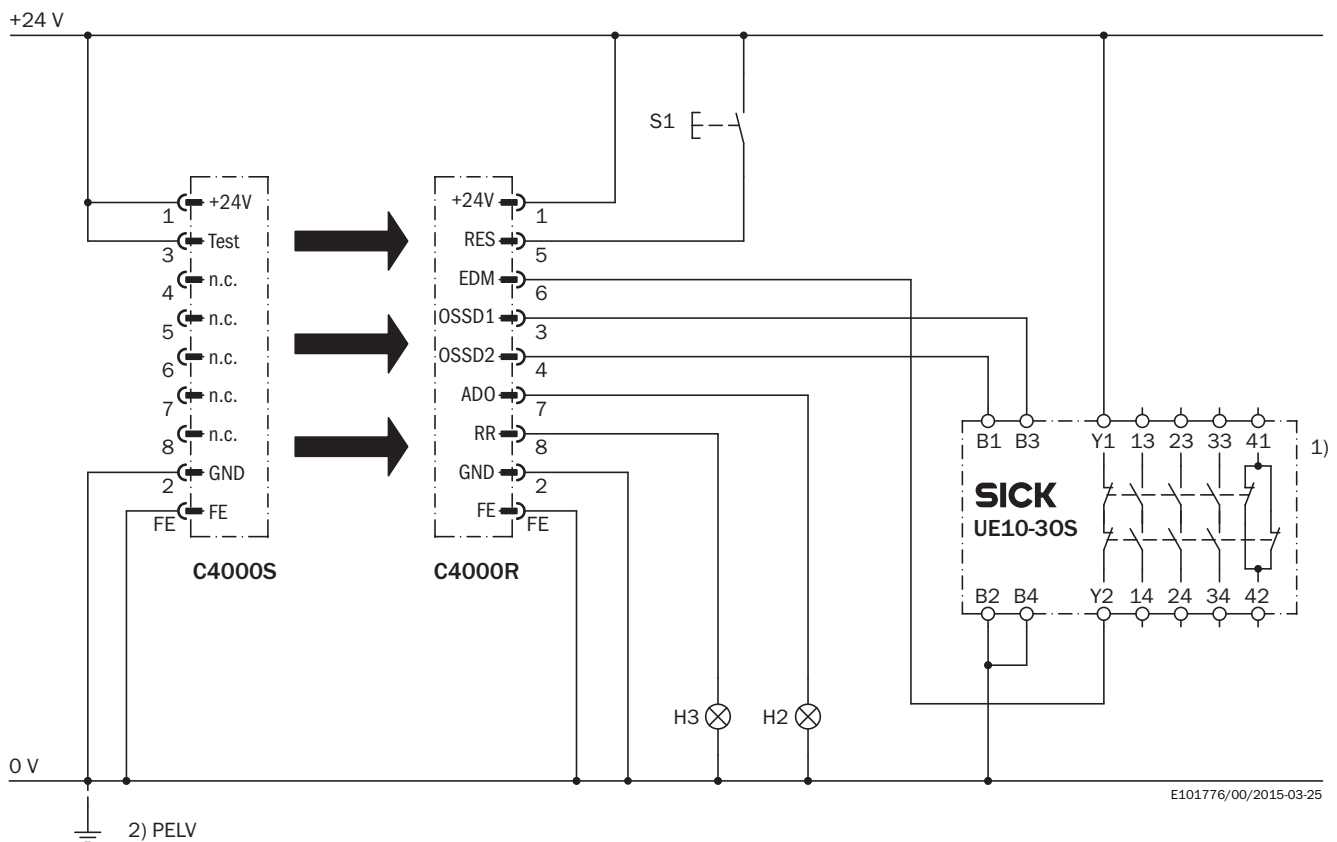 +24 V
S1
+24V
1
Test
3
n.c.
4
n.c.
5
n.c.
6
n.c.
7
n.c.
8
GND
2
FE
FE
C4000S
+24V
1
RES
5
EDM
6
OSSD1
3
OSSD2
4
ADO
7
RR
8
GND
2
FE
FE
C4000R
B1 B3 Y1 13 23 33 41
1)
SICK
UE10-30S
B2 B4 Y2 14 24 34 42
H3
H2
0 V
E101776/00/2015-03-25
2) PELV